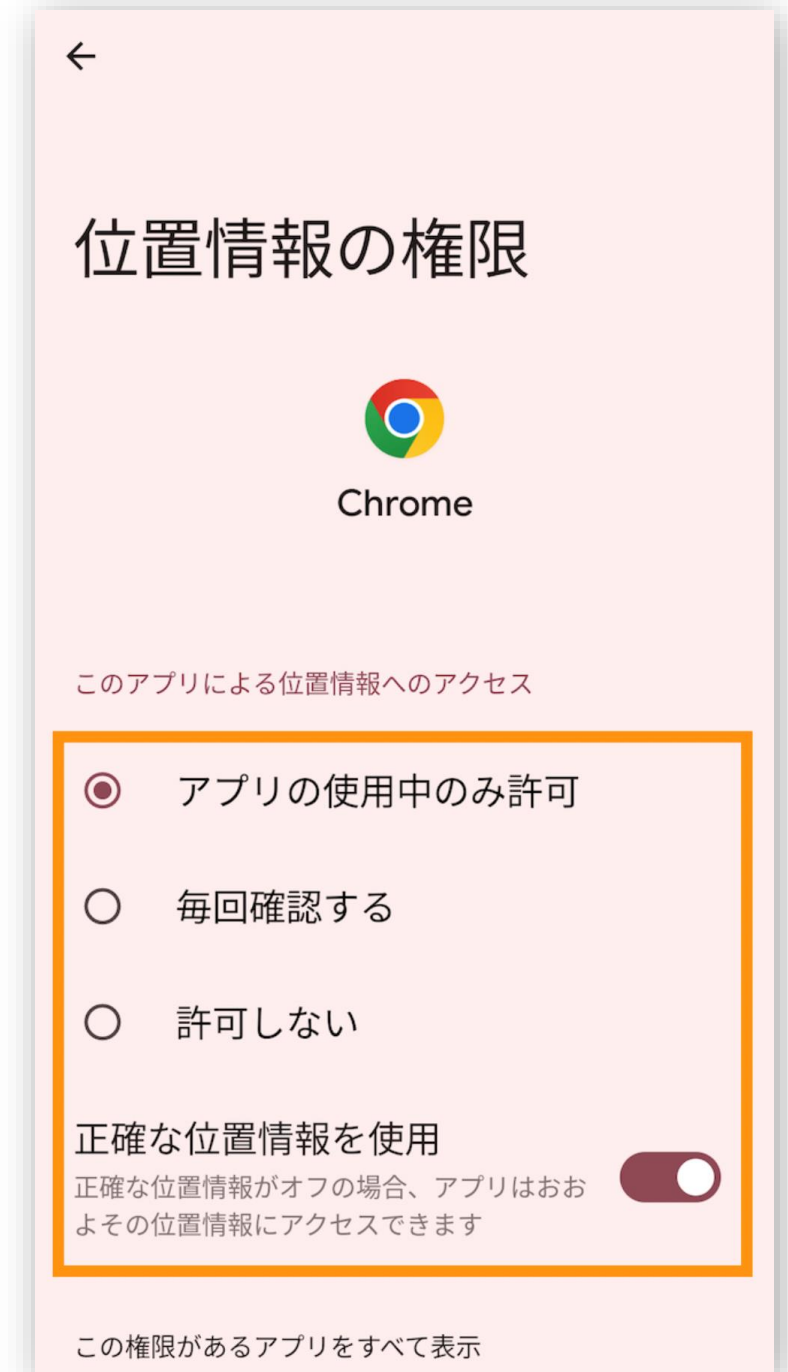 位置情報の権限
Chrome
このアプリによる位置情報へのアクセス
アプリの使用中のみ許可
毎回確認する
許可しない
正確な位置情報を使用
正確な位置情報がオフの場合、アプリはおお
よその位置情報にアクセスできます
この権限があるアプリをすべて表示